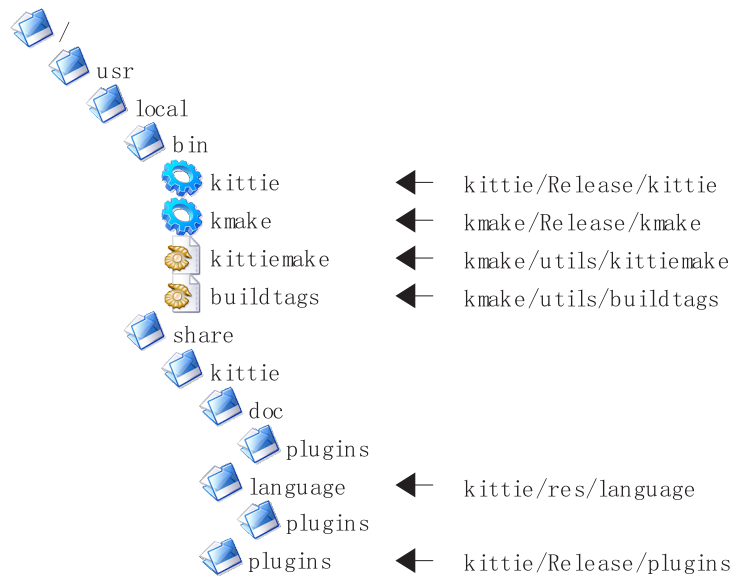 /
usr
local
bin
kittie kittie/Release/kittie
kmake kmake/Release/kmake
kittiemake kmake/utils/kittiemake
buildtags kmake/utils/buildtags
share
kittie
doc
plugins
language kittie/res/language
plugins
plugins kittie/Release/plugins